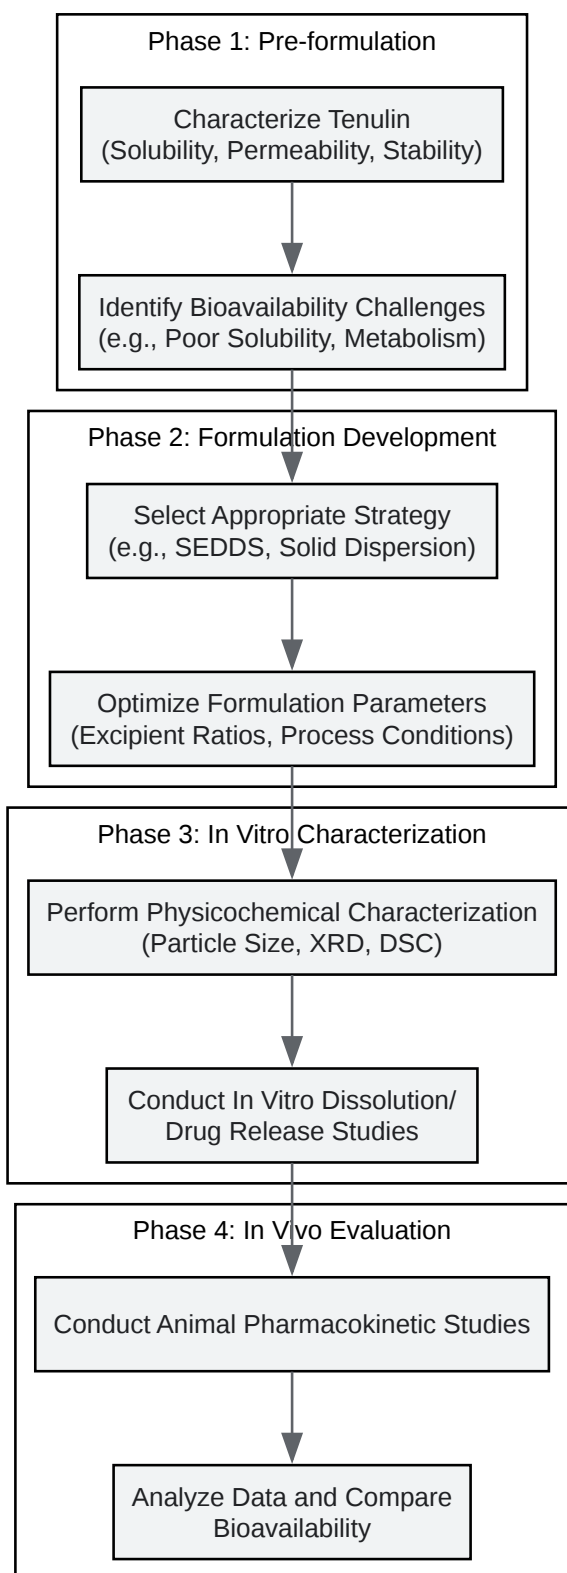 Phase 1: Pre-formulation
Characterize Tenulin
(Solubility, Permeability, Stability)
Identify Bioavailability Challenges
(e.g., Poor Solubility, Metabolism)
Phase 2: Formulation Development
Select Appropriate Strategy
(e.g., SEDDS, Solid Dispersion)
Optimize Formulation Parameters
(Excipient Ratios, Process Conditions)
Phase 3: In Vitro Characterization
Perform Physicochemical Characterization
(Particle Size, XRD, DSC)
Conduct In Vitro Dissolution/
Drug Release Studies
Phase 4: In Vivo Evaluation
Conduct Animal Pharmacokinetic Studies
Analyze Data and Compare
Bioavailability